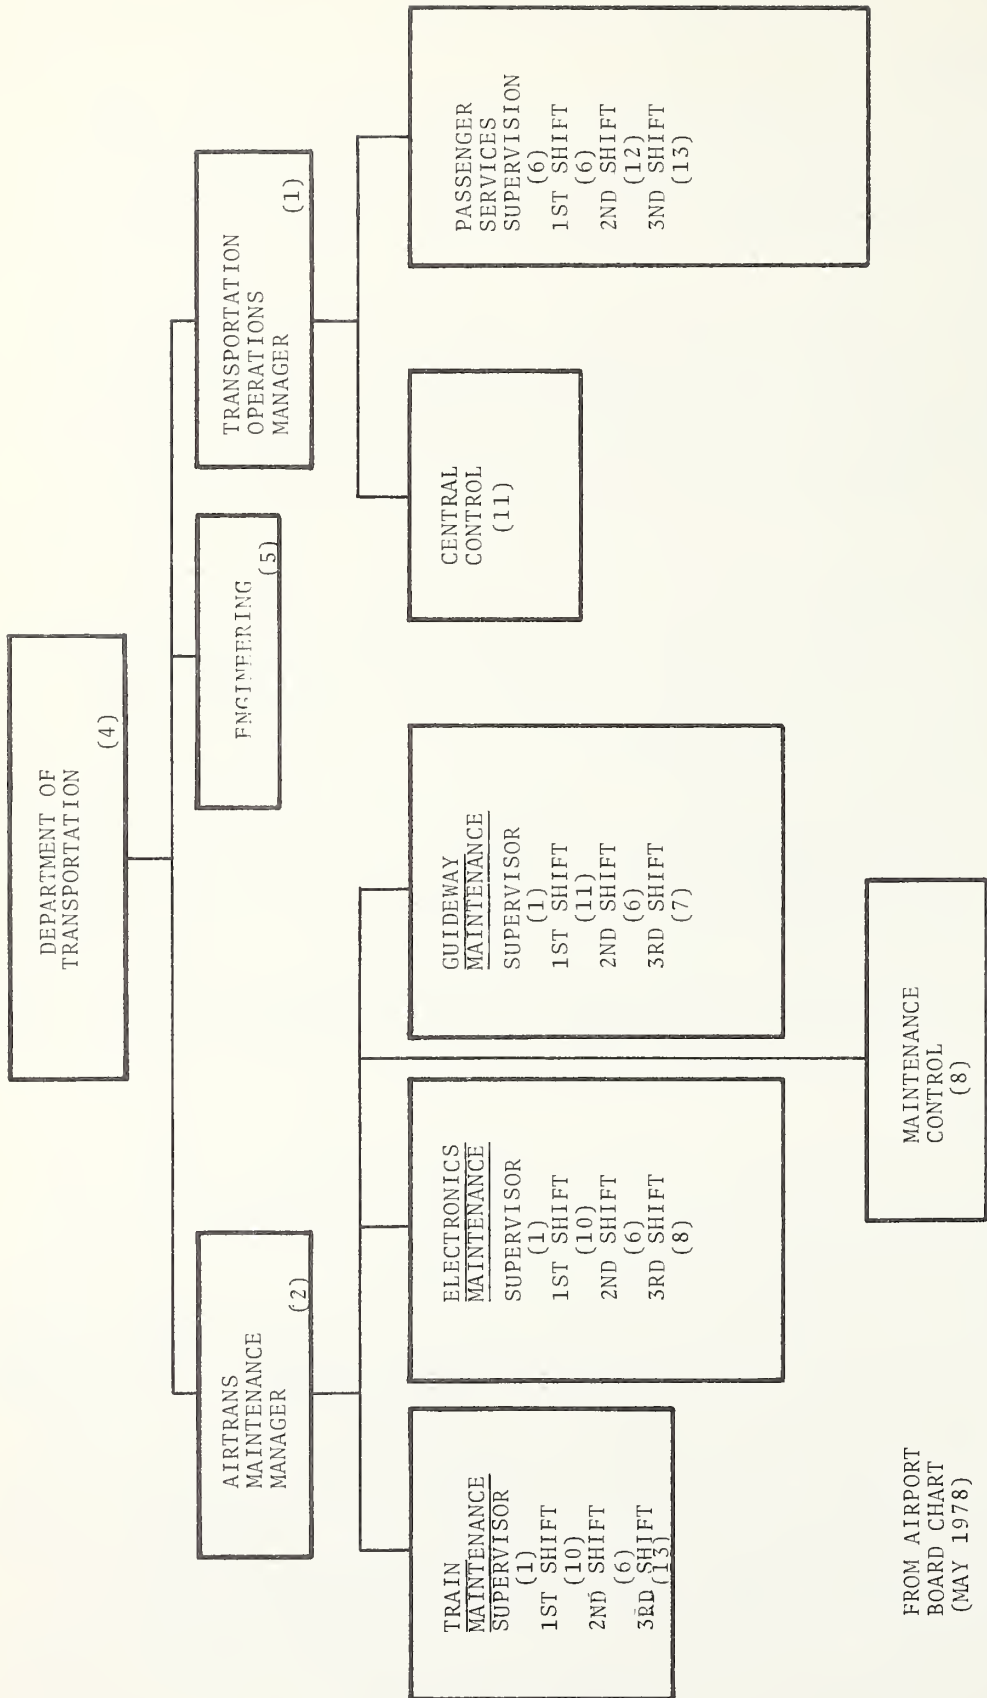 DEPARTMENT OF
TRANSPORTATION
(4)
AIRTRANS
MAINTENANCE
MANAGER
(2)
ENGINEERING
(5)
TRANSPORTATION
OPERATIONS
MANAGER
(1)
TRAIN
MAINTENANCE
SUPERVISOR
(1)
1ST SHIFT
(10)
2ND SHIFT
(6)
3RD SHIFT
(13)
ELECTRONICS
MAINTENANCE
SUPERVISOR
(1)
1ST SHIFT
(10)
2ND SHIFT
(6)
3RD SHIFT
(8)
GUIDEWAY
MAINTENANCE
SUPERVISOR
(1)
1ST SHIFT
(11)
2ND SHIFT
(6)
3RD SHIFT
(7)
CENTRAL
CONTROL
(11)
PASSENGER
SERVICES
SUPERVISION
(6)
1ST SHIFT
(6)
2ND SHIFT
(12)
3ND SHIFT
(13)
MAINTENANCE
CONTROL
(8)
FROM AIRPORT
BOARD CHART
(MAY 1978)